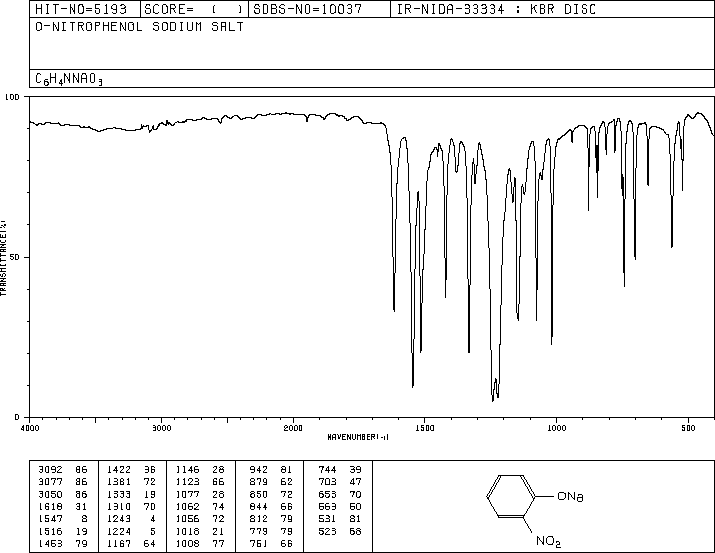 HIT-NO=5193 SCORE= ( ) SDBS-NO=10037 IR-NIDA-33334 : KBR DISC
O-NITROPHENOL SODIUM SALT
C6H4NNAO3
100
50
0
TRANSMITTANCE(%)
4000 3000 2000 1500 1000 500
WAVENUMBER(-1)
3092 86 1422 36 1146 28 942 81 744 39
3077 86 1381 72 1123 66 879 62 703 47
3050 86 1333 19 1077 28 850 72 653 70
1618 31 1310 70 1062 74 844 66 563 50
1547 8 1243 4 1056 72 812 79 531 81
1516 19 1224 5 1018 21 779 79 523 68
1453 79 1167 64 1008 77 751 66
ONa
NO2